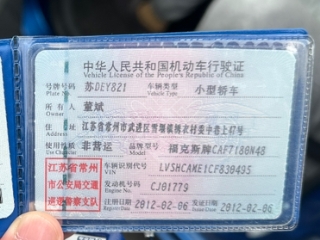 中华人民共和国机动车行驶证
Vehicle License of the People's Republic of China
号牌号码 苏DEY821 车辆类型 小型轿车
Plate No. Vehicle Type
所有人 董斌
Owner
住址 江苏省常州市武进区
Address
使用性质 非营运 品牌型号 福克斯牌CAF7180N48
Use Character Model
江苏省常州 车辆识别代号 LVSHCAME1CF830495
VIN
市公安局交通 发动机号码 CJ01779
Engine No.
巡逻警察支队 注册日期 2012-02-06 发证日期 2012-02-06
Register Date Issue Date